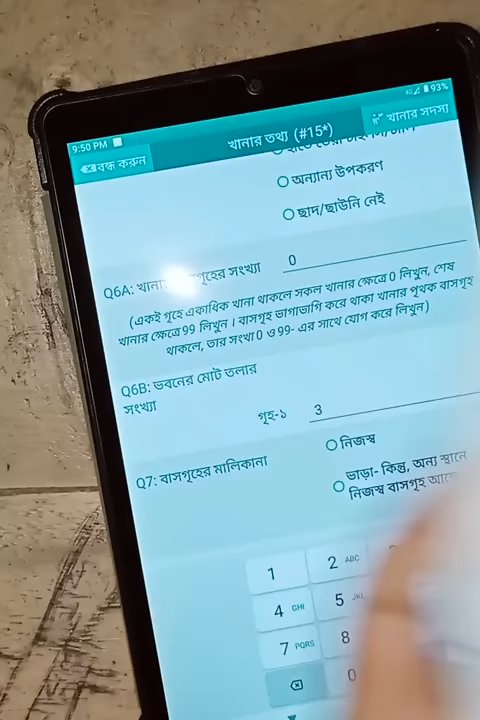 9:50 PM 4G 93%
বন্ধ করুন
খানার তথ্য (#15*)
খানার সদস্য
অন্যান্য উপকরণ
ছাদ/ছাউনি নেই
Q6A: খানা গৃহের সংখ্যা 0
(একই গৃহে একাধিক খানা থাকলে সকল খানার ক্ষেত্রে 0 লিখুন, শেষ
খানার ক্ষেত্রে 99 লিখুন। বাসগৃহ ভাগাভাগি করে থাকা খানার পৃথক বাসগৃহ
থাকলে, তার সংখ্যা 0 ও 99- এর সাথে যোগ করে লিখুন)
Q6B: ভবনের মোট তলার
সংখ্যা
গৃহ-১ 3
Q7: বাসগৃহের মালিকানা
নিজস্ব
ভাড়া- কিন্তু, অন্য স্থানে
নিজস্ব বাসগৃহ
1
2 ABC
4 GHI
5 JKL
7 PQRS
8
0